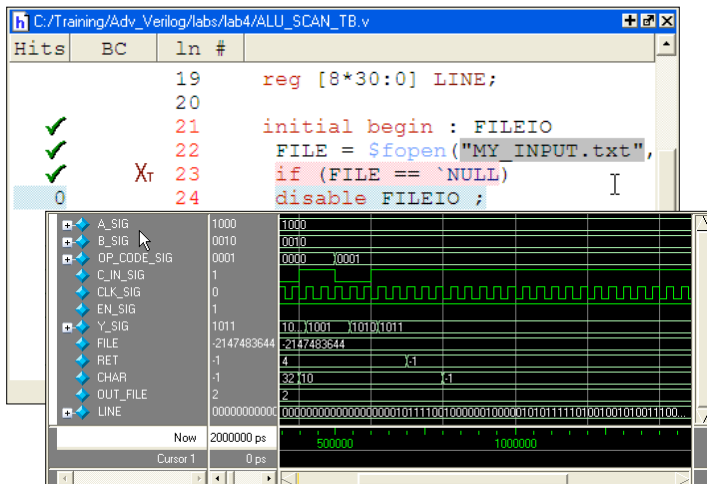 h C:/Training/Adv_Verilog/labs/lab4/ALU_SCAN_TB.v
Hits BC ln #
19 reg [8*30:0] LINE;
20
21 initial begin : FILEIO
22 FILE = $fopen("MY_INPUT.txt",
XT 23 if (FILE == `NULL)
0 24 disable FILEIO ;
A_SIG 1000 1000
B_SIG 0010 0010
OP_CODE_SIG 0001 0000 0001
C_IN_SIG 1
CLK_SIG 0
EN_SIG 1
Y_SIG 1011 10... 1001 1010 1011
FILE -2147483644 -2147483644
RET -1 4 -1
CHAR -1 32 10 -1
OUT_FILE 2 2
LINE
Now 2000000 ps 500000 1000000
Cursor 1 0 ps